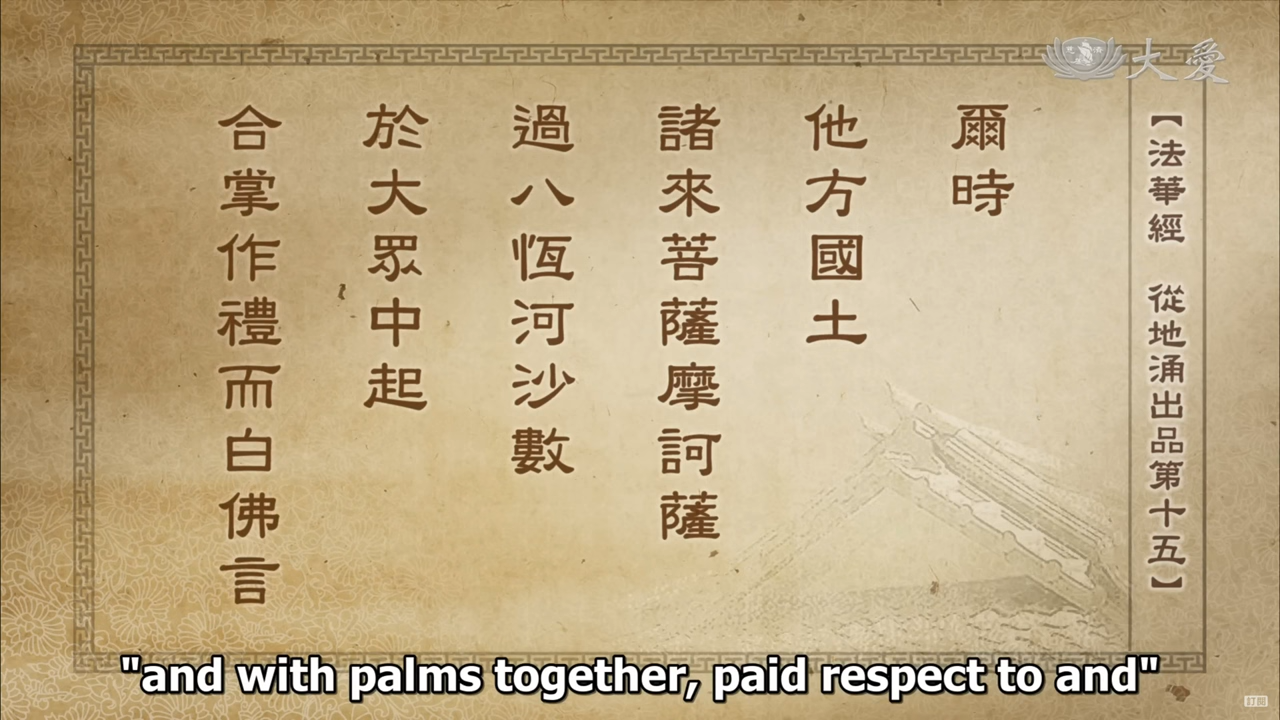 大愛
【法華經 從地涌出品第十五】
爾時
他方國土
諸來菩薩摩訶薩
過八恆河沙數
於大眾中起
合掌作禮而白佛言
"and with palms together, paid respect to and"
訂閱